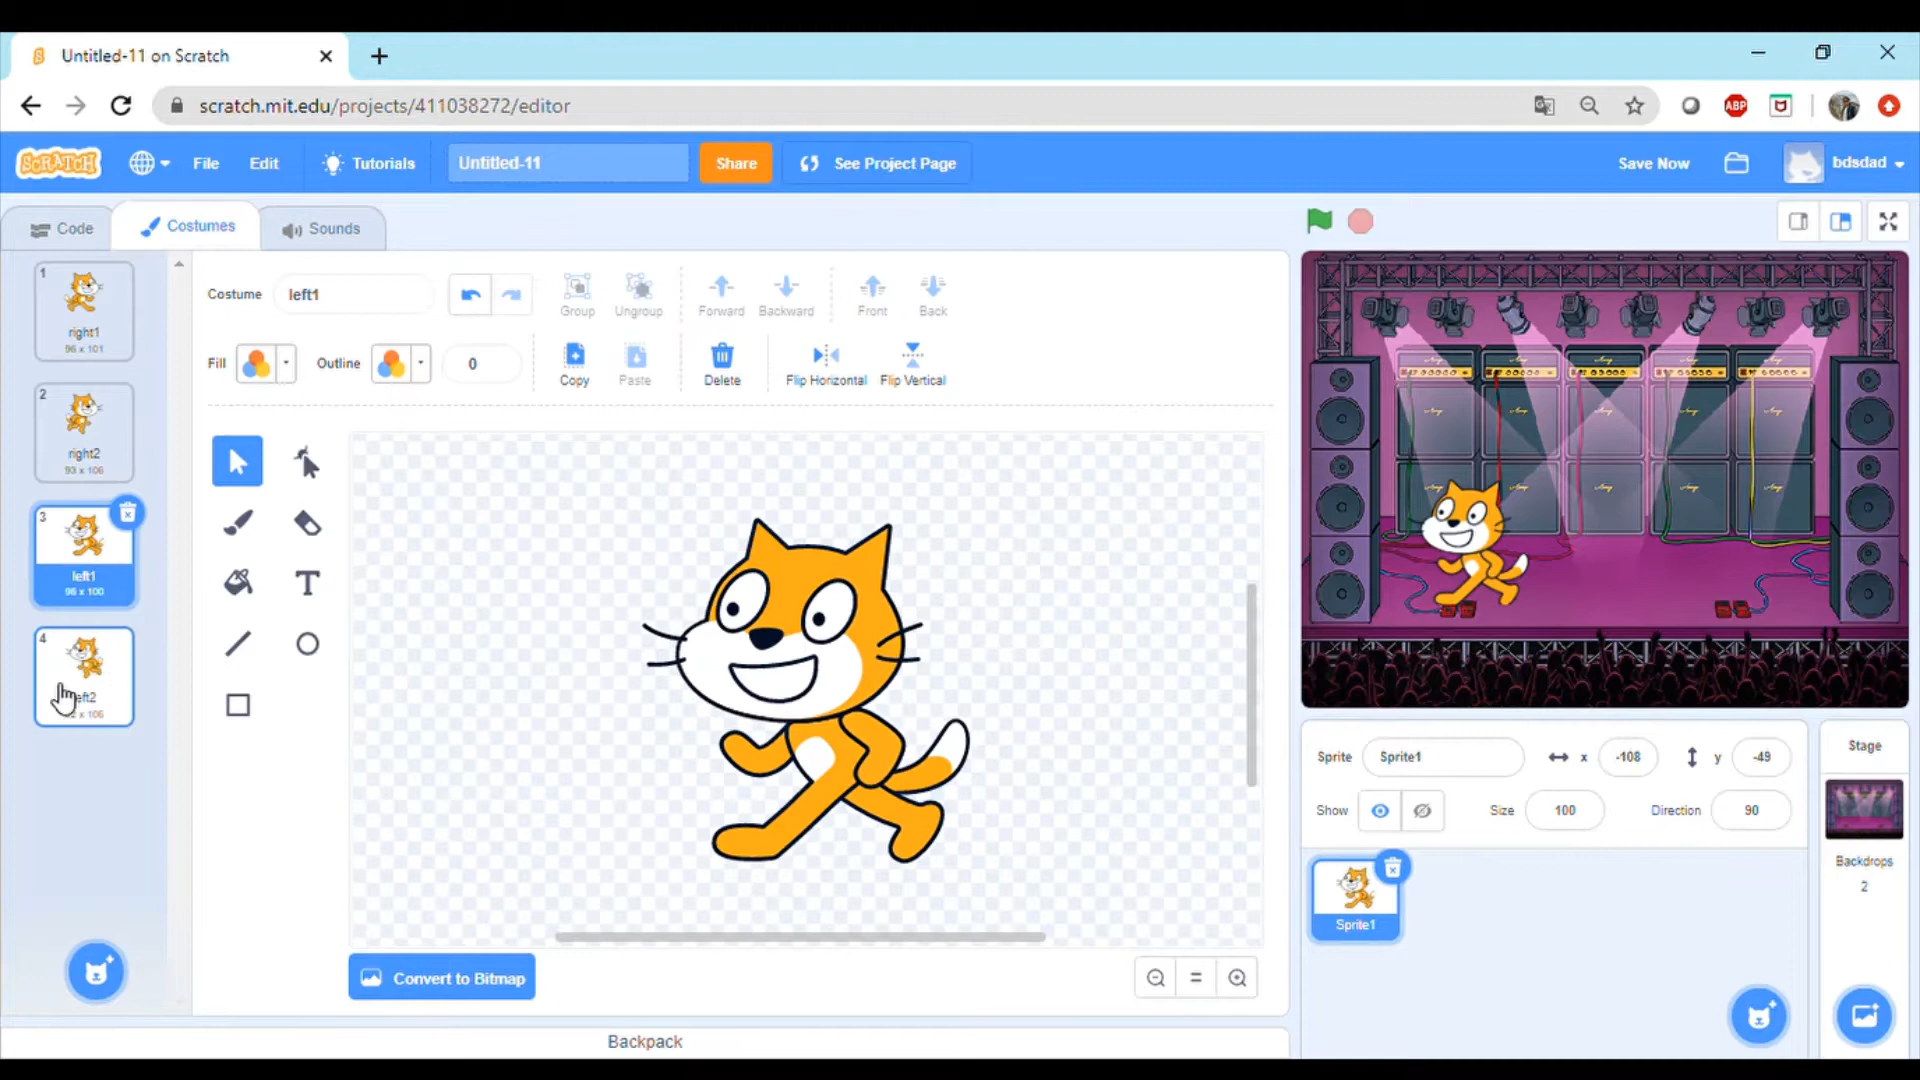 Untitled-11 on Scratch
scratch.mit.edu/projects/411038272/editor
ABP
SCRATCH
File
Edit
Tutorials
Untitled-11
Share
See Project Page
Save Now
bdsdad
Code
Costumes
Sounds
1
right1
96 x 101
2
right2
93 x 106
3
left1
96 x 100
4
x 106
Costume
left1
Group
Ungroup
Forward
Backward
Front
Back
Fill
Outline
0
Copy
Paste
Delete
Flip Horizontal
Flip Vertical
T
Convert to Bitmap
Backpack
Sprite
Sprite1
x
-108
y
-49
Show
Size
100
Direction
90
Sprite1
Stage
Backdrops
2